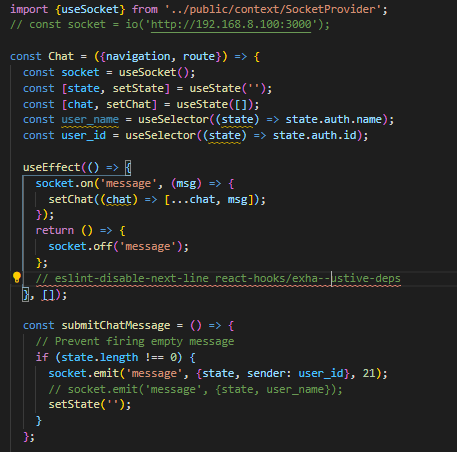 import {useSocket} from '../public/context/SocketProvider';
// const socket = io('http://192.168.8.100:3000');
const Chat = ({navigation, route}) => {
const socket = useSocket();
const [state, setState] = useState('');
const [chat, setChat] = useState([]);
const user_name = useSelector((state) => state.auth.name);
const user_id = useSelector((state) => state.auth.id);
useEffect(() => {
socket.on('message', (msg) => {
setChat((chat) => [...chat, msg]);
});
return () => {
socket.off('message');
};
// eslint-disable-next-line react-hooks/exha--ustive-deps
}, []);
const submitChatMessage = () => {
// Prevent firing empty message
if (state.length !== 0) {
socket.emit('message', {state, sender: user_id}, 21);
// socket.emit('message', {state, user_name});
setState('');
}
};